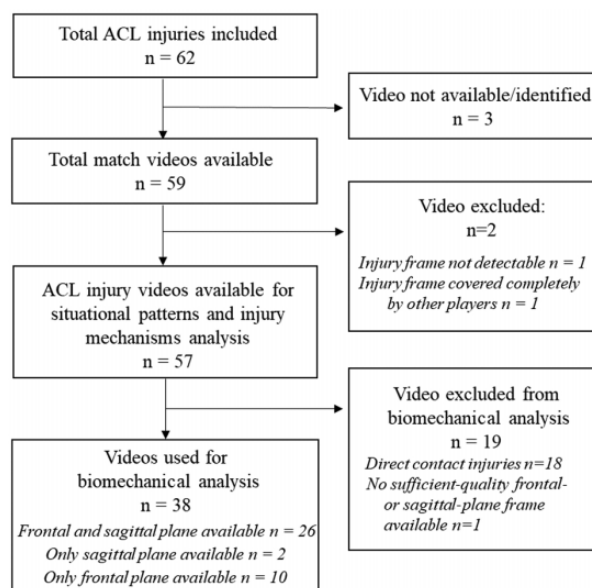 Total ACL injuries included
n = 62
Video not available/identified
n = 3
Total match videos available
n = 59
Video excluded:
n=2
Injury frame not detectable n = 1
Injury frame covered completely
by other players n = 1
ACL injury videos available for
situational patterns and injury
mechanisms analysis
n = 57
Video excluded from
biomechanical analysis
n = 19
Direct contact injuries n=18
No sufficient-quality frontal-
or sagittal-plane frame
available n=1
Videos used for
biomechanical analysis
n = 38
Frontal and sagittal plane available n = 26
Only sagittal plane available n = 2
Only frontal plane available n = 10